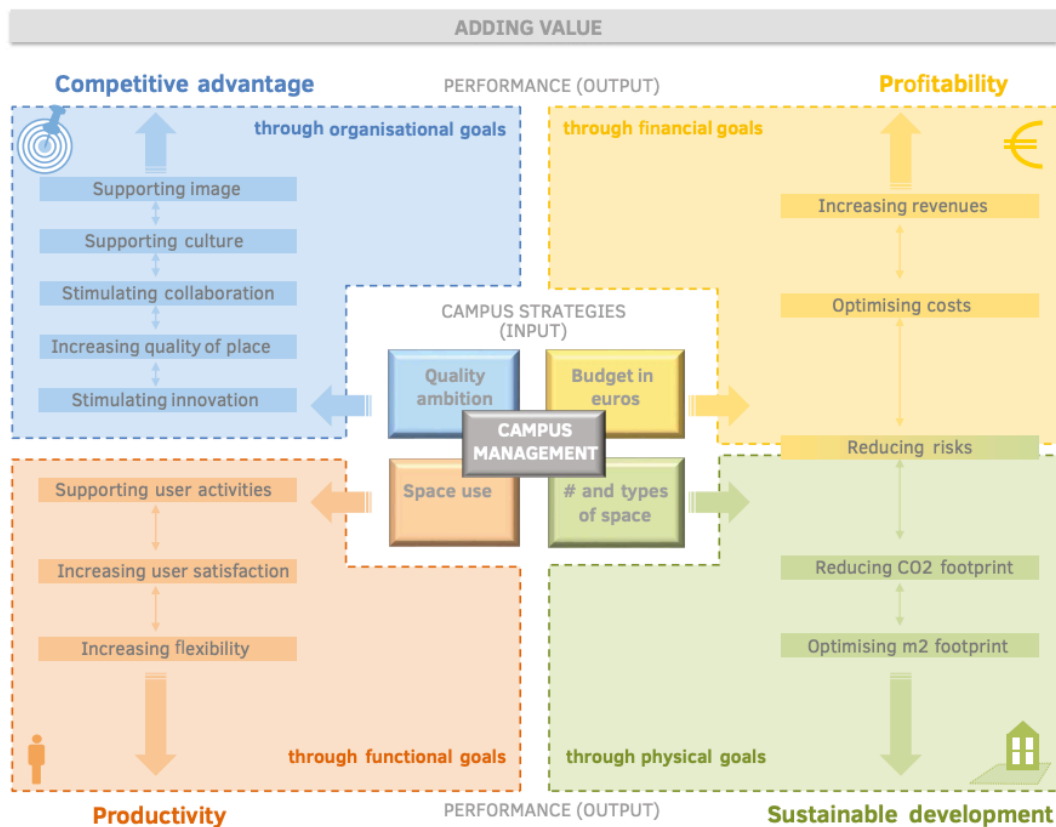 ADDING VALUE
Competitive advantage
PERFORMANCE (OUTPUT)
Profitability
through organisational goals
through financial goals
Supporting image
Supporting culture
Stimulating collaboration
Increasing quality of place
Stimulating innovation
Increasing revenues
Optimising costs
Reducing risks
CAMPUS STRATEGIES
(INPUT)
Quality
ambition
Budget in
euros
CAMPUS
MANAGEMENT
Space use
# and types
of space
Supporting user activities
Increasing user satisfaction
Increasing flexibility
Reducing CO2 footprint
Optimising m2 footprint
through functional goals
through physical goals
Productivity
PERFORMANCE (OUTPUT)
Sustainable development